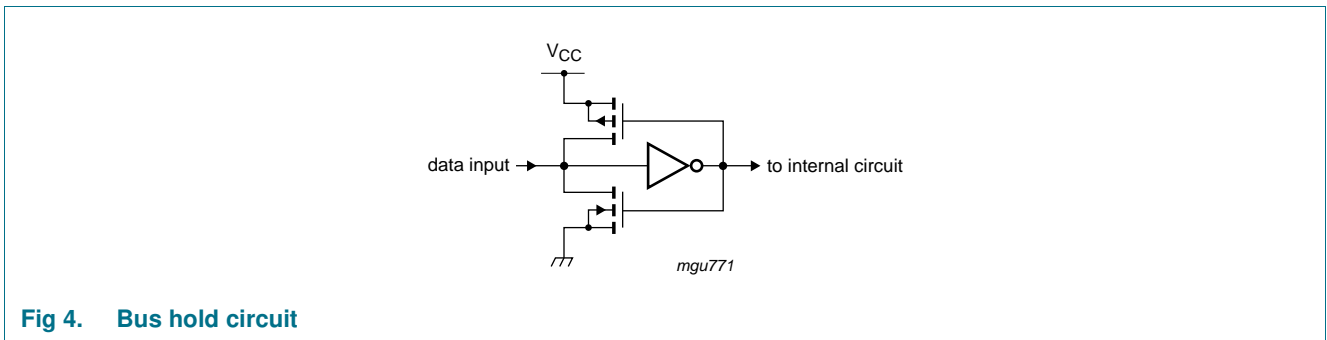 VCC
data input
to internal circuit
mgu771
Fig 4. Bus hold circuit